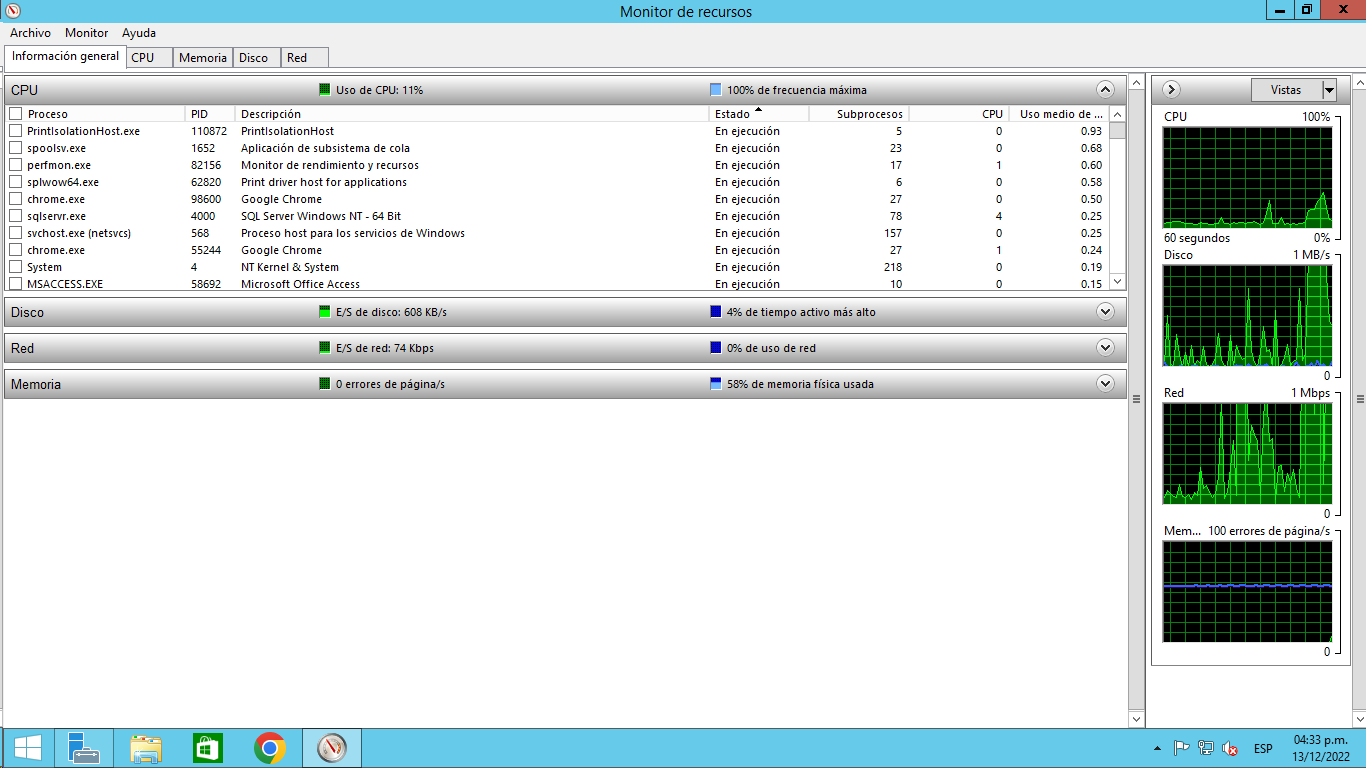 Monitor de recursos
Archivo Monitor Ayuda
Información general CPU Memoria Disco Red
CPU Uso de CPU: 11% 100% de frecuencia máxima
Proceso PID Descripción Estado Subprocesos CPU Uso medio de ...
PrintIsolationHost.exe 110872 PrintIsolationHost En ejecución 5 0 0.93
spoolsv.exe 1652 Aplicación de subsistema de cola En ejecución 23 0 0.68
perfmon.exe 82156 Monitor de rendimiento y recursos En ejecución 17 1 0.60
splwow64.exe 62820 Print driver host for applications En ejecución 6 0 0.58
chrome.exe 98600 Google Chrome En ejecución 27 0 0.50
sqlservr.exe 4000 SQL Server Windows NT - 64 Bit En ejecución 78 4 0.25
svchost.exe (netsvcs) 568 Proceso host para los servicios de Windows En ejecución 157 0 0.25
chrome.exe 55244 Google Chrome En ejecución 27 1 0.24
System 4 NT Kernel & System En ejecución 218 0 0.19
MSACCESS.EXE 58692 Microsoft Office Access En ejecución 10 0 0.15
Disco E/S de disco: 608 KB/s 4% de tiempo activo más alto
Red E/S de red: 74 Kbps 0% de uso de red
Memoria 0 errores de página/s 58% de memoria física usada
Vistas
CPU 100%
60 segundos 0%
Disco 1 MB/s
0
Red 1 Mbps
0
Mem... 100 errores de página/s
0
ESP 04:33 p.m.
13/12/2022